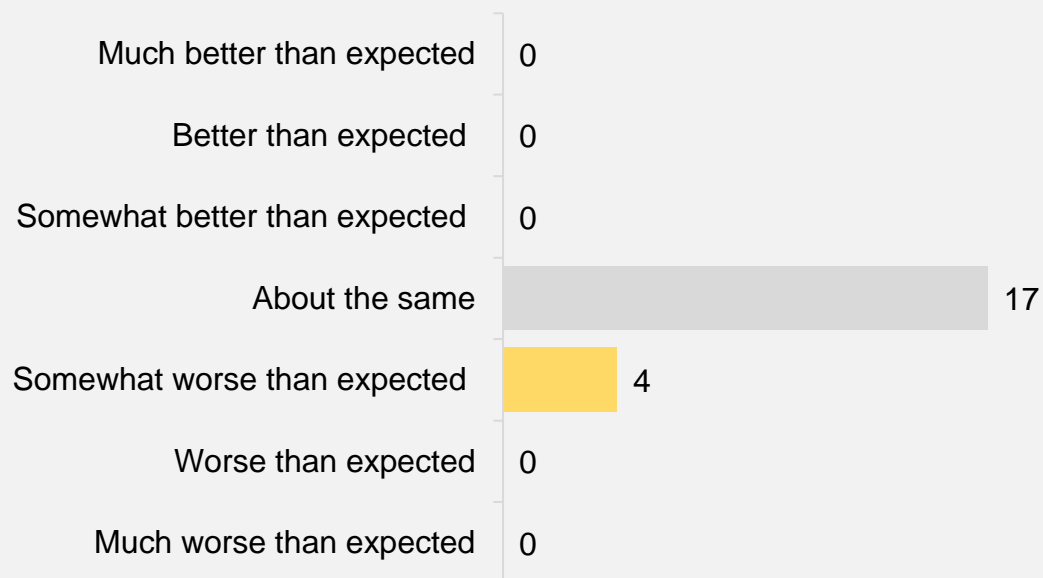 Much better than expected 0
Better than expected 0
Somewhat better than expected 0
About the same 17
Somewhat worse than expected 4
Worse than expected 0
Much worse than expected 0